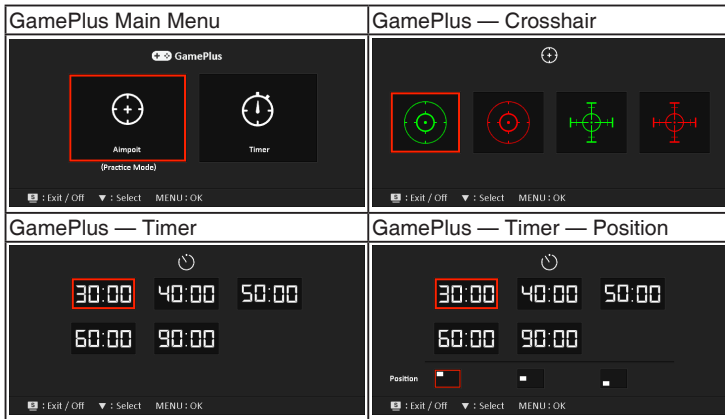 GamePlus Main Menu
GamePlus — Crosshair
GamePlus
Aimpoit
Timer
(Practice Mode)
S : Exit / Off ▼ : Select MENU : OK
S : Exit / Off ▼ : Select MENU : OK
GamePlus — Timer
GamePlus — Timer — Position
30:00 40:00 50:00
60:00 90:00
S : Exit / Off ▼ : Select MENU : OK
30:00 40:00 50:00
60:00 90:00
Position
S : Exit / Off ▼ : Select MENU : OK